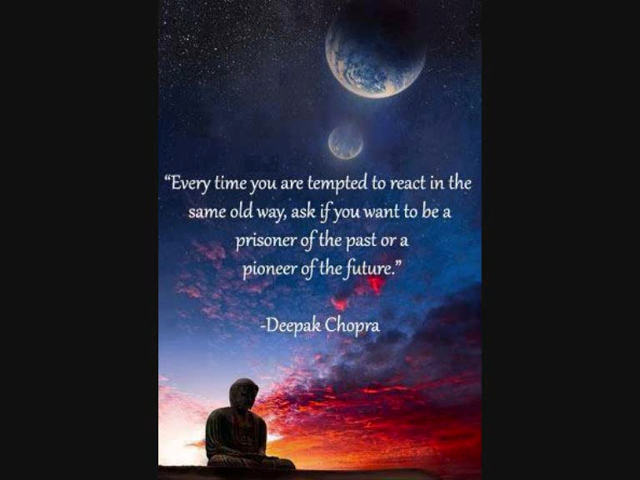 “Every time you are tempted to react in the
same old way, ask if you want to be a
prisoner of the past or a
pioneer of the future.”
-Deepak Chopra